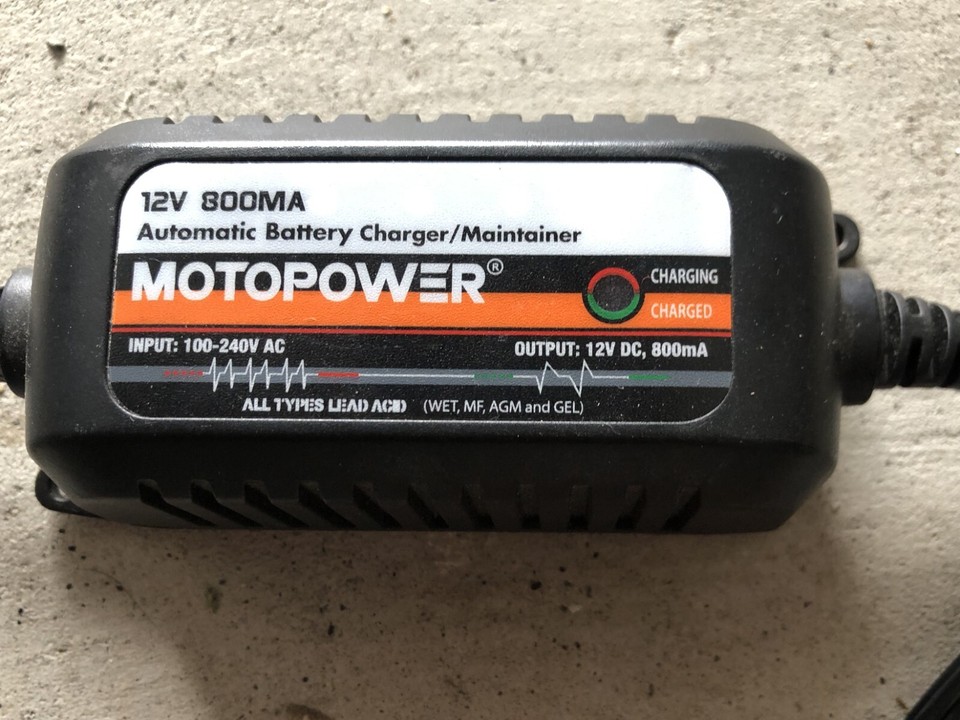 12V 800MA
Automatic Battery Charger/Maintainer
MOTOPOWER®
CHARGING
CHARGED
INPUT: 100-240V AC
OUTPUT: 12V DC, 800mA
ALL TYPES LEAD ACID (WET, MF, AGM and GEL)